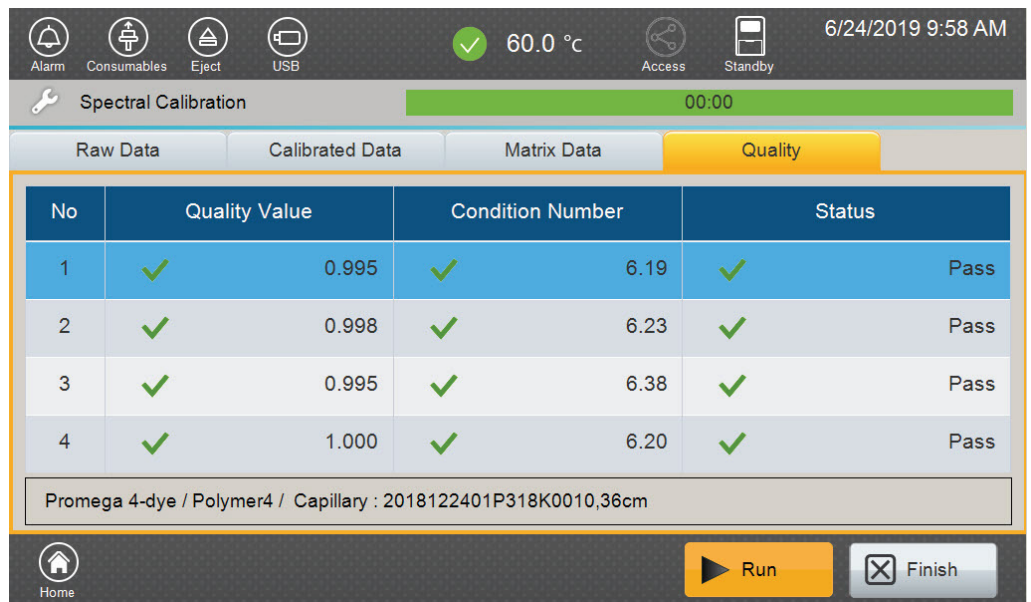 6/24/2019 9:58 AM
60.0 °c
Alarm Consumables Eject USB Access Standby
Spectral Calibration 00:00
Raw Data Calibrated Data Matrix Data Quality
No Quality Value Condition Number Status
1 0.995 6.19 Pass
2 0.998 6.23 Pass
3 0.995 6.38 Pass
4 1.000 6.20 Pass
Promega 4-dye / Polymer4 / Capillary : 2018122401P318K0010,36cm
Home Run Finish